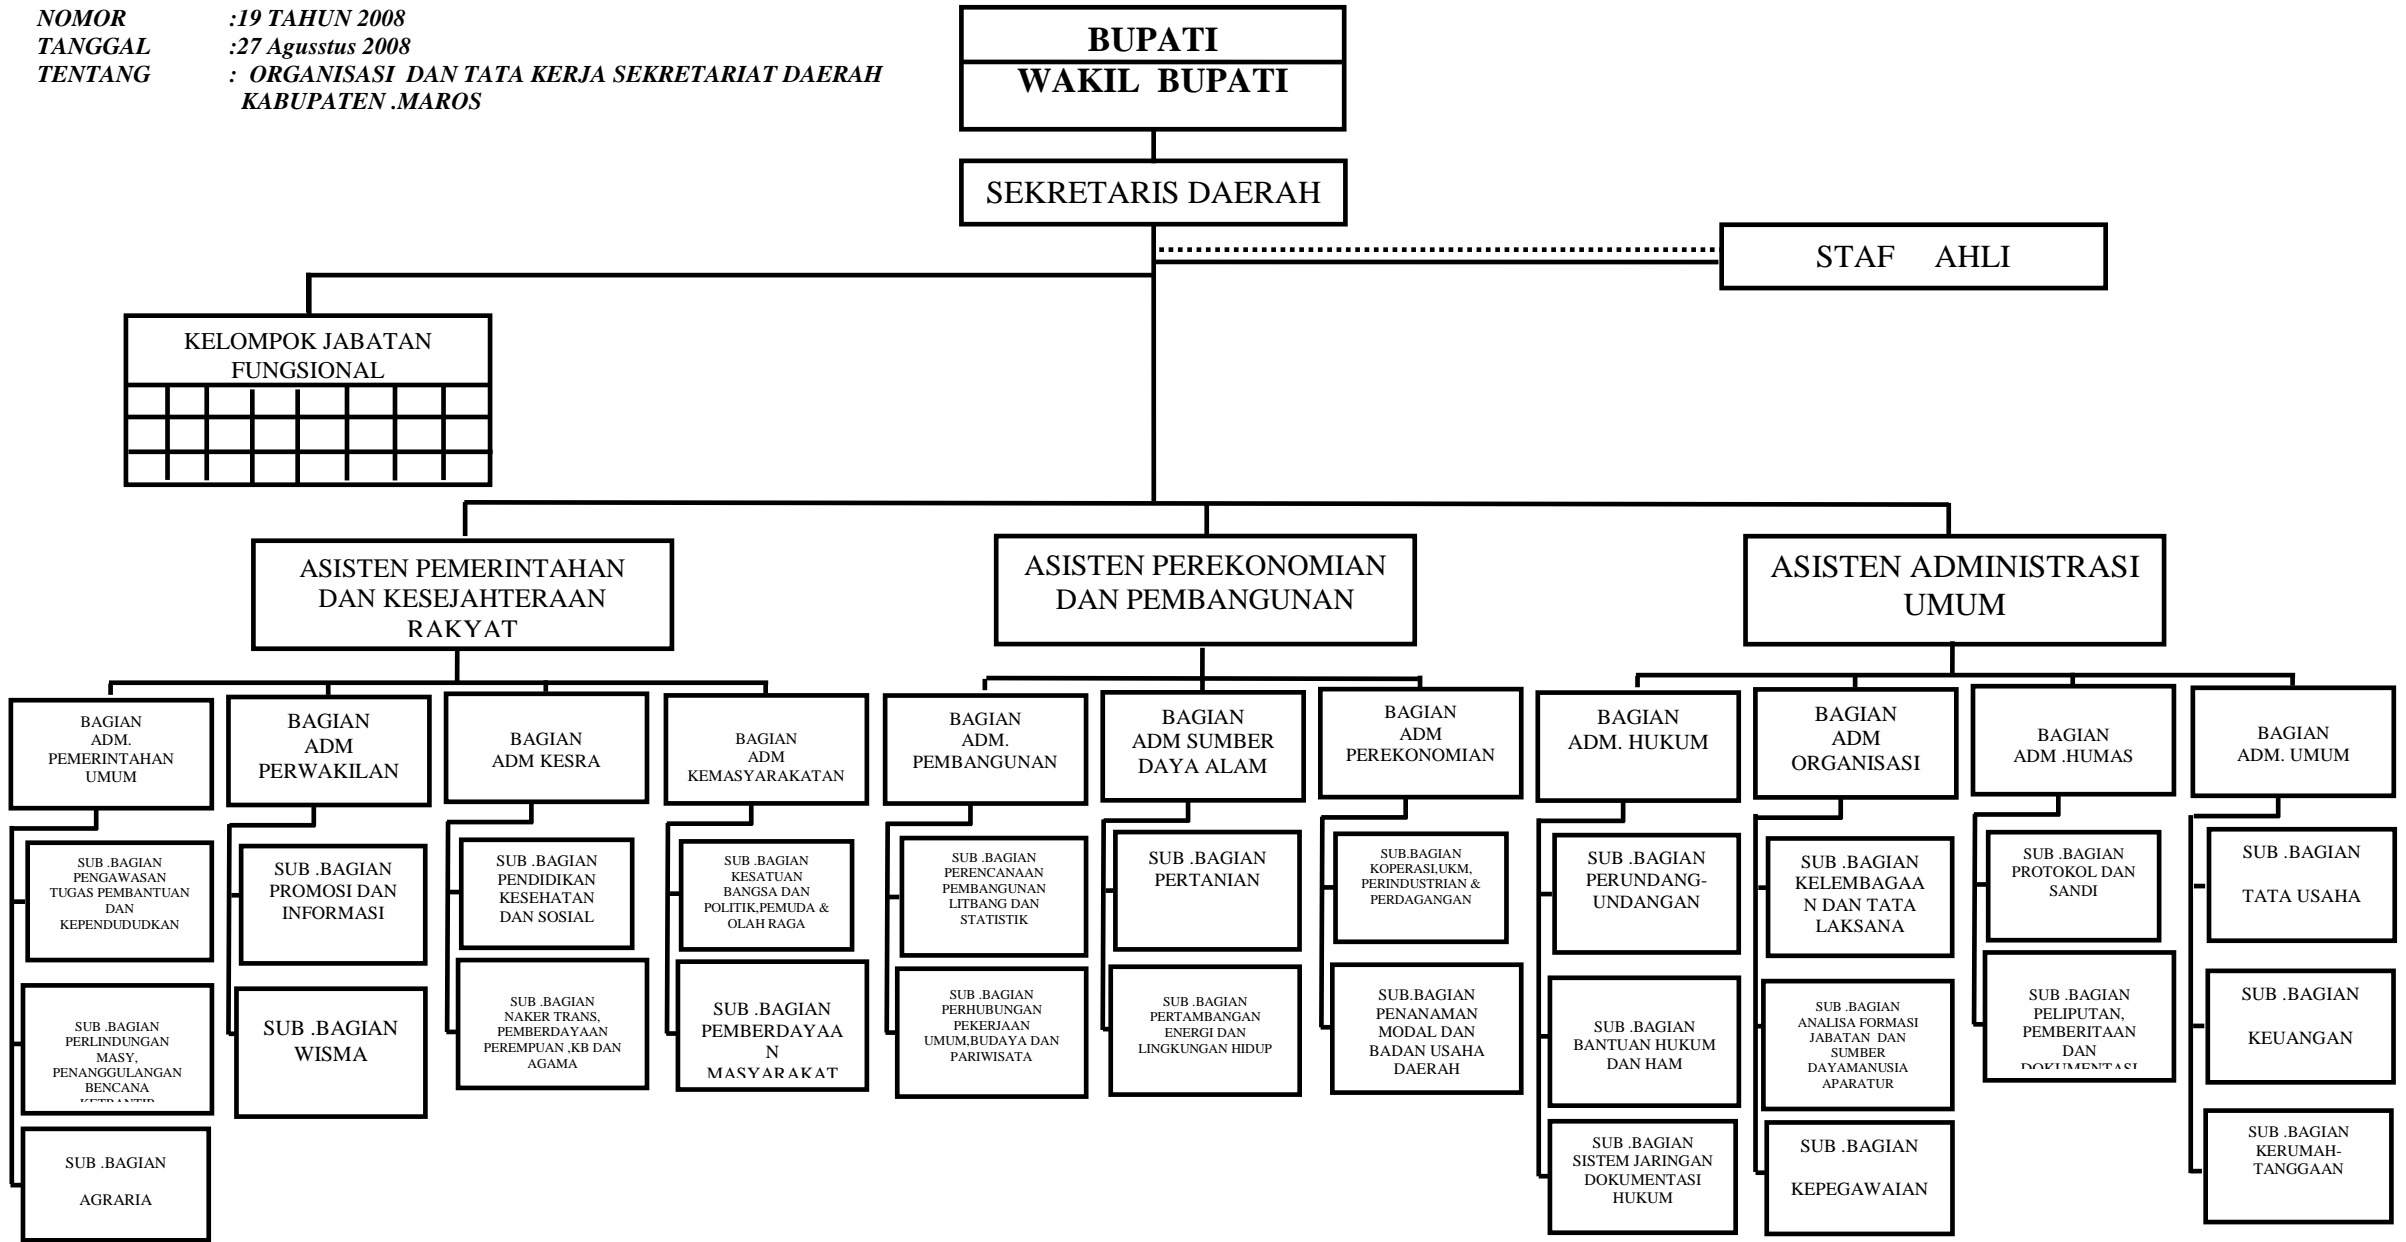 NOMOR :19 TAHUN 2008
TANGGAL :27 Agusstus 2008
TENTANG : ORGANISASI DAN TATA KERJA SEKRETARIAT DAERAH
KABUPATEN .MAROS
BUPATI
WAKIL BUPATI
SEKRETARIS DAERAH
STAF AHLI
KELOMPOK JABATAN
FUNGSIONAL
ASISTEN PEMERINTAHAN
DAN KESEJAHTERAAN
RAKYAT
ASISTEN PEREKONOMIAN
DAN PEMBANGUNAN
ASISTEN ADMINISTRASI
UMUM
BAGIAN
ADM.
PEMERINTAHAN
UMUM
BAGIAN
ADM
PERWAKILAN
BAGIAN
ADM KESRA
BAGIAN
ADM
KEMASYARAKATAN
BAGIAN
ADM.
PEMBANGUNAN
BAGIAN
ADM SUMBER
DAYA ALAM
BAGIAN
ADM
PEREKONOMIAN
BAGIAN
ADM. HUKUM
BAGIAN
ADM
ORGANISASI
BAGIAN
ADM .HUMAS
BAGIAN
ADM. UMUM
SUB .BAGIAN
PENGAWASAN
TUGAS PEMBANTUAN
DAN
KEPENDUDUDKAN
SUB .BAGIAN
PROMOSI DAN
INFORMASI
SUB .BAGIAN
PENDIDIKAN
KESEHATAN
DAN SOSIAL
SUB .BAGIAN
KESATUAN
BANGSA DAN
POLITIK,PEMUDA &
OLAH RAGA
SUB .BAGIAN
PERENCANAAN
PEMBANGUNAN
LITBANG DAN
STATISTIK
SUB .BAGIAN
PERTANIAN
SUB.BAGIAN
KOPERASI,UKM,
PERINDUSTRIAN &
PERDAGANGAN
SUB .BAGIAN
PERUNDANG-
UNDANGAN
SUB .BAGIAN
KELEMBAGAA
N DAN TATA
LAKSANA
SUB .BAGIAN
PROTOKOL DAN
SANDI
SUB .BAGIAN
TATA USAHA
SUB .BAGIAN
PERLINDUNGAN
MASY,
PENANGGULANGAN
BENCANA
KETRANTIB
SUB .BAGIAN
WISMA
SUB .BAGIAN
NAKER TRANS,
PEMBERDAYAAN
PEREMPUAN ,KB DAN
AGAMA
SUB .BAGIAN
PEMBERDAYAA
N
MASYARAKAT
SUB .BAGIAN
PERHUBUNGAN
PEKERJAAN
UMUM,BUDAYA DAN
PARIWISATA
SUB .BAGIAN
PERTAMBANGAN
ENERGI DAN
LINGKUNGAN HIDUP
SUB.BAGIAN
PENANAMAN
MODAL DAN
BADAN USAHA
DAERAH
SUB .BAGIAN
BANTUAN HUKUM
DAN HAM
SUB .BAGIAN
ANALISA FORMASI
JABATAN DAN
SUMBER
DAYAMANUSIA
APARATUR
SUB .BAGIAN
PELIPUTAN,
PEMBERITAAN
DAN
DOKUMENTASI
SUB .BAGIAN
KEUANGAN
SUB .BAGIAN
AGRARIA
SUB .BAGIAN
SISTEM JARINGAN
DOKUMENTASI
HUKUM
SUB .BAGIAN
KEPEGAWAIAN
SUB .BAGIAN
KERUMAH-
TANGGAAN